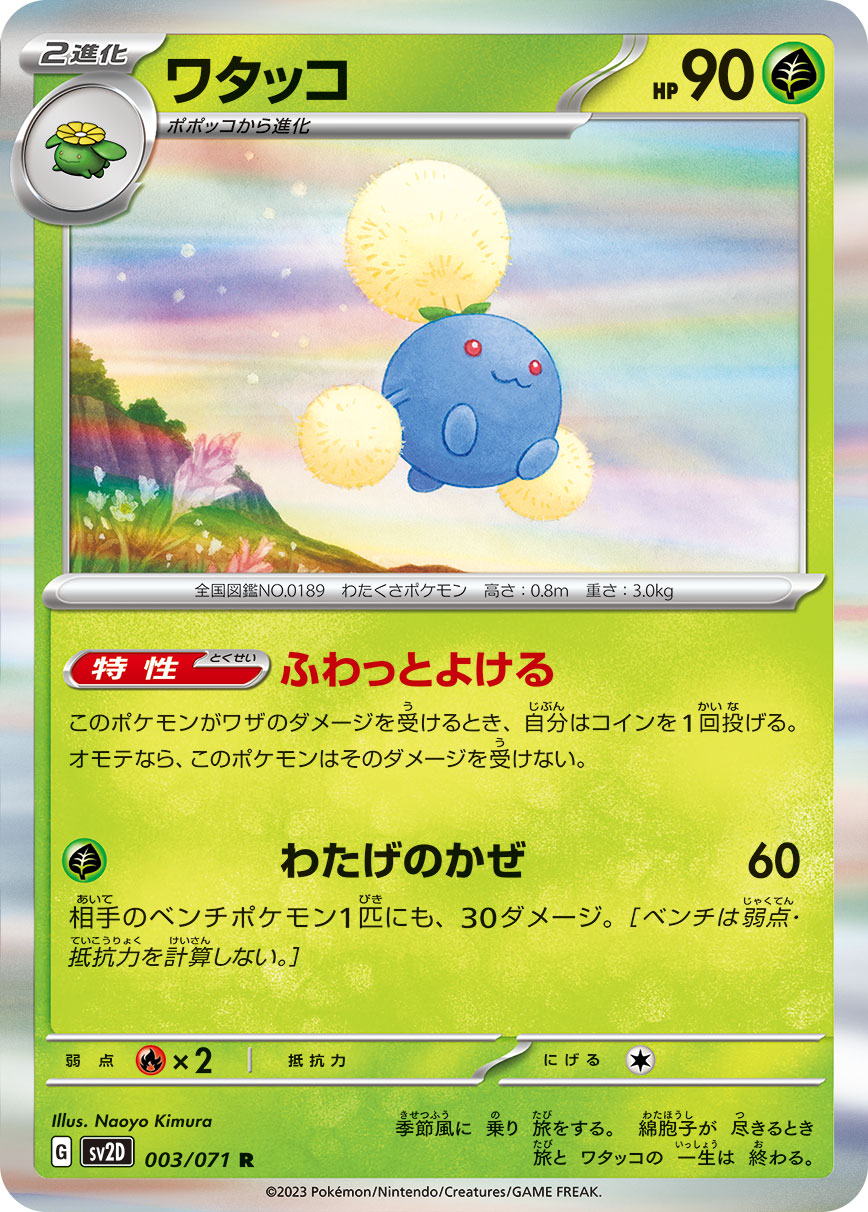 2進化
ワタッコ
HP 90
ポポッコから進化
全国図鑑NO.0189 わたくさポケモン 高さ：0.8m 重さ：3.0kg
特性 とくせい ふわっとよける
このポケモンがワザのダメージを受けるとき、自分はコインを1回投げる。
オモテなら、このポケモンはそのダメージを受けない。
わたげのかぜ 60
相手のベンチポケモン1匹にも、30ダメージ。［ベンチは弱点・
抵抗力を計算しない。］
弱点 ×2 抵抗力 にげる
Illus. Naoyo Kimura
季節風に 乗り 旅をする。 綿胞子が 尽きるとき
旅と ワタッコの 一生は 終わる。
G sv2D 003/071 R
©2023 Pokémon/Nintendo/Creatures/GAME FREAK.